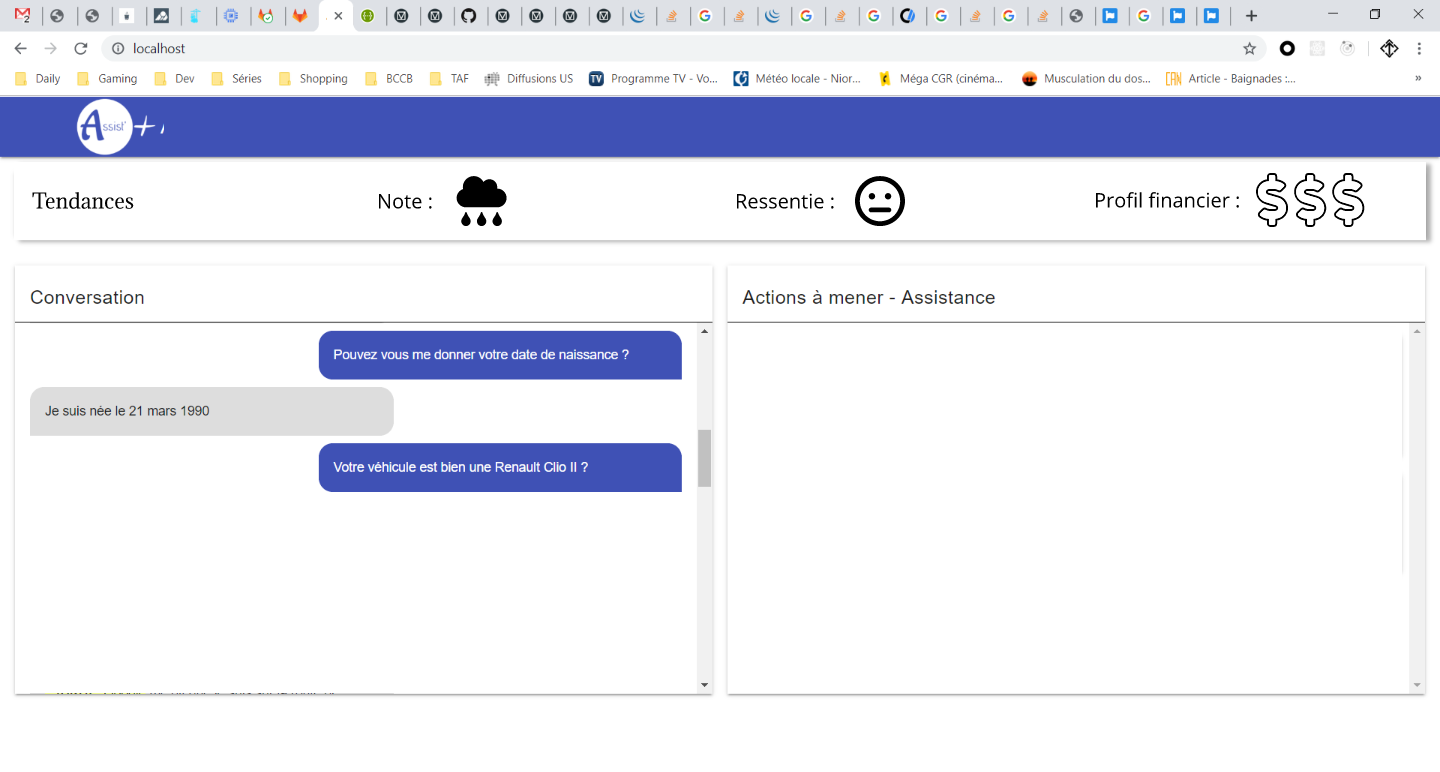 2
localhost
Daily
Gaming
Dev
Séries
Shopping
BCCB
TAF
Diffusions US
TV
Programme TV - Vo...
Météo locale - Nior...
Méga CGR (cinéma...
Musculation du dos...
CAN
Article - Baignades :...
»
Assist'+
Tendances
Note :
Ressentie :
Profil financier :
$$$
Conversation
Actions à mener - Assistance
Pouvez vous me donner votre date de naissance ?
Je suis née le 21 mars 1990
Votre véhicule est bien une Renault Clio II ?